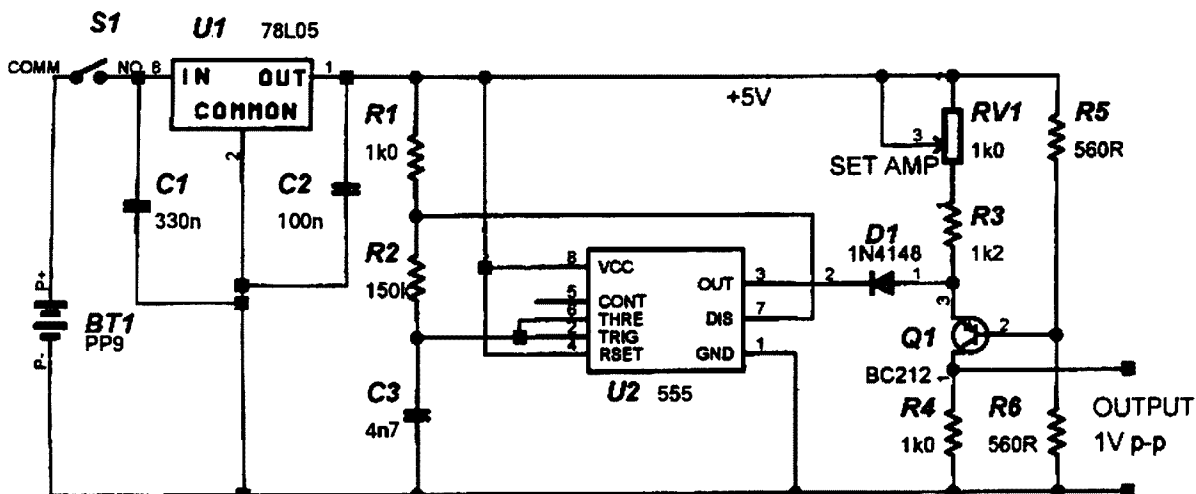 S1
U1 78L05
COMM
NO 8
IN OUT
COMMON
1
2
+5V
R1
1k0
C1
330n
C2
100n
R2
150k
C3
4n7
P+
BT1
PP9
P-
8 VCC
5 CONT
6 THRE
2 TRIG
4 RSET
OUT 3
DIS 7
GND 1
U2 555
D1
1N4148
2 1
3
SET AMP
RV1
1k0
R3
1k2
R5
560R
Q1
3
2
1
BC212
R4
1k0
R6
560R
OUTPUT
1V p-p